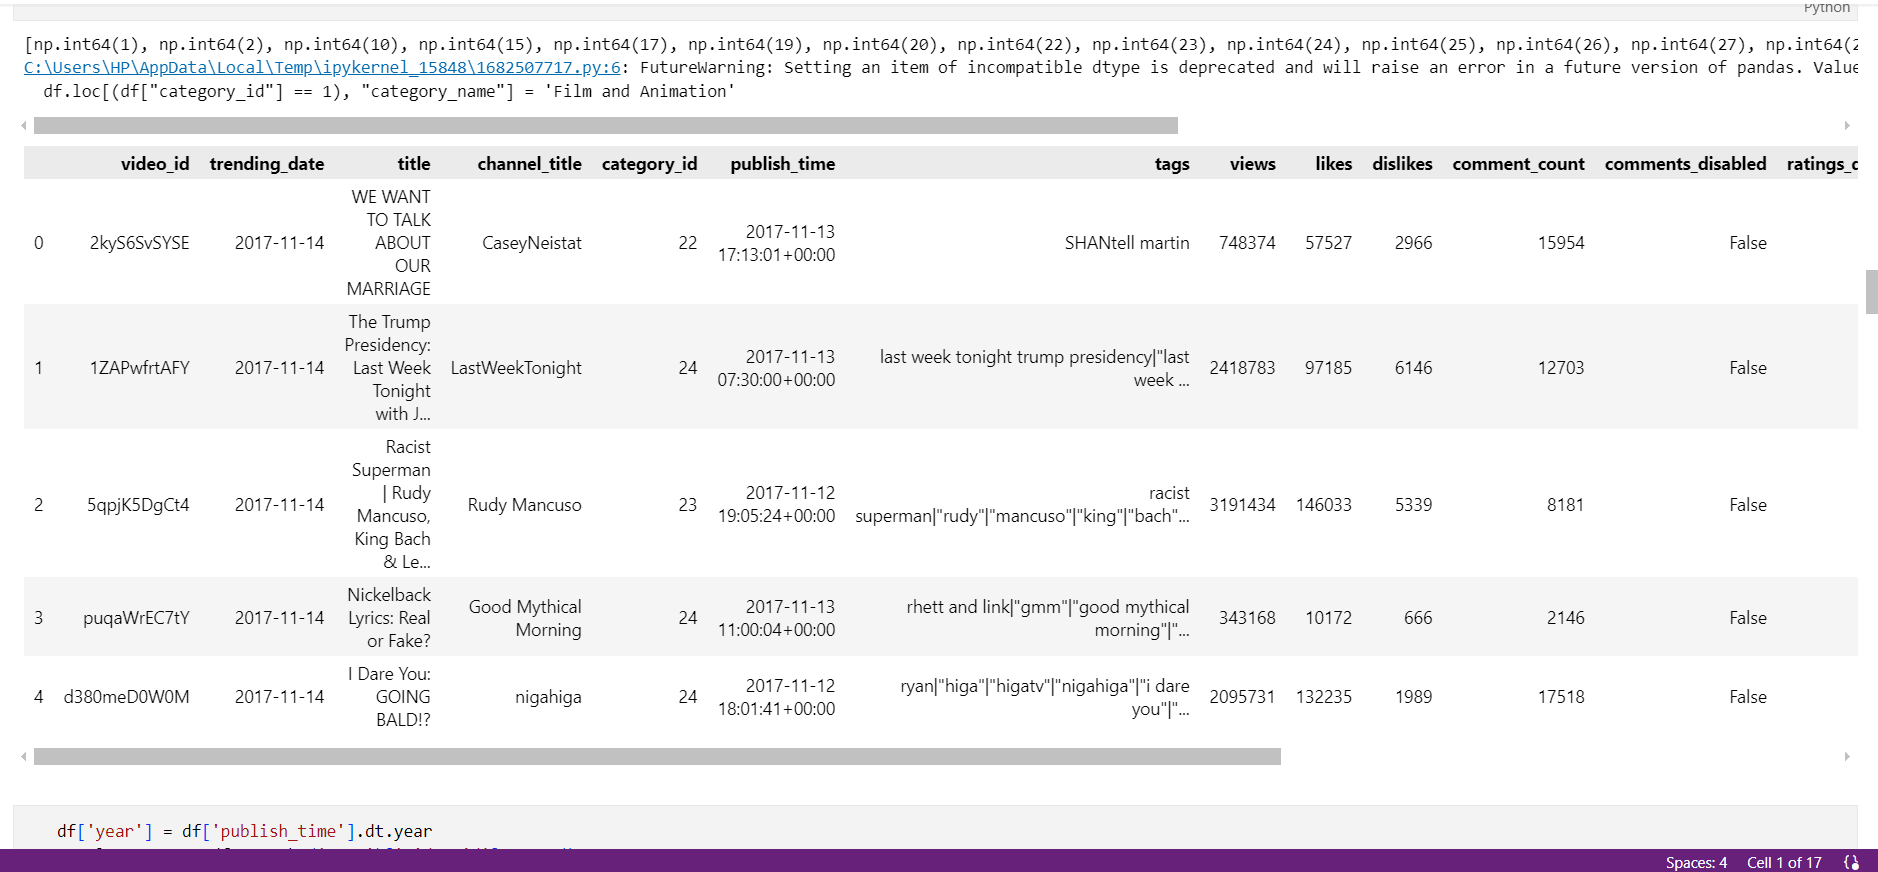 Python
[np.int64(1), np.int64(2), np.int64(10), np.int64(15), np.int64(17), np.int64(19), np.int64(20), np.int64(22), np.int64(23), np.int64(24), np.int64(25), np.int64(26), np.int64(27), np.int64(2
C:\Users\HP\AppData\Local\Temp\ipykernel_15848\1682507717.py:6: FutureWarning: Setting an item of incompatible dtype is deprecated and will raise an error in a future version of pandas. Value
df.loc[(df["category_id"] == 1), "category_name"] = 'Film and Animation'
video_id trending_date title channel_title category_id publish_time tags views likes dislikes comment_count comments_disabled ratings_d
WE WANT
TO TALK
0 2kyS6SvSYSE 2017-11-14 ABOUT CaseyNeistat 22 2017-11-13 17:13:01+00:00 SHANtell martin 748374 57527 2966 15954 False
OUR
MARRIAGE
The Trump
Presidency:
1 1ZAPwfrtAFY 2017-11-14 Last Week LastWeekTonight 24 2017-11-13 07:30:00+00:00 last week tonight trump presidency|"last week ... 2418783 97185 6146 12703 False
Tonight
with J...
Racist
Superman
| Rudy
2 5qpjK5DgCt4 2017-11-14 Mancuso, Rudy Mancuso 23 2017-11-12 19:05:24+00:00 racist superman|"rudy"|"mancuso"|"king"|"bach"... 3191434 146033 5339 8181 False
King Bach
& Le...
Nickelback
3 puqaWrEC7tY 2017-11-14 Lyrics: Real Good Mythical Morning 24 2017-11-13 11:00:04+00:00 rhett and link|"gmm"|"good mythical morning"|"... 343168 10172 666 2146 False
or Fake?
I Dare You:
4 d380meD0W0M 2017-11-14 GOING nigahiga 24 2017-11-12 18:01:41+00:00 ryan|"higa"|"higatv"|"nigahiga"|"i dare you"|"... 2095731 132235 1989 17518 False
BALD!?
df['year'] = df['publish_time'].dt.year
Spaces: 4 Cell 1 of 17